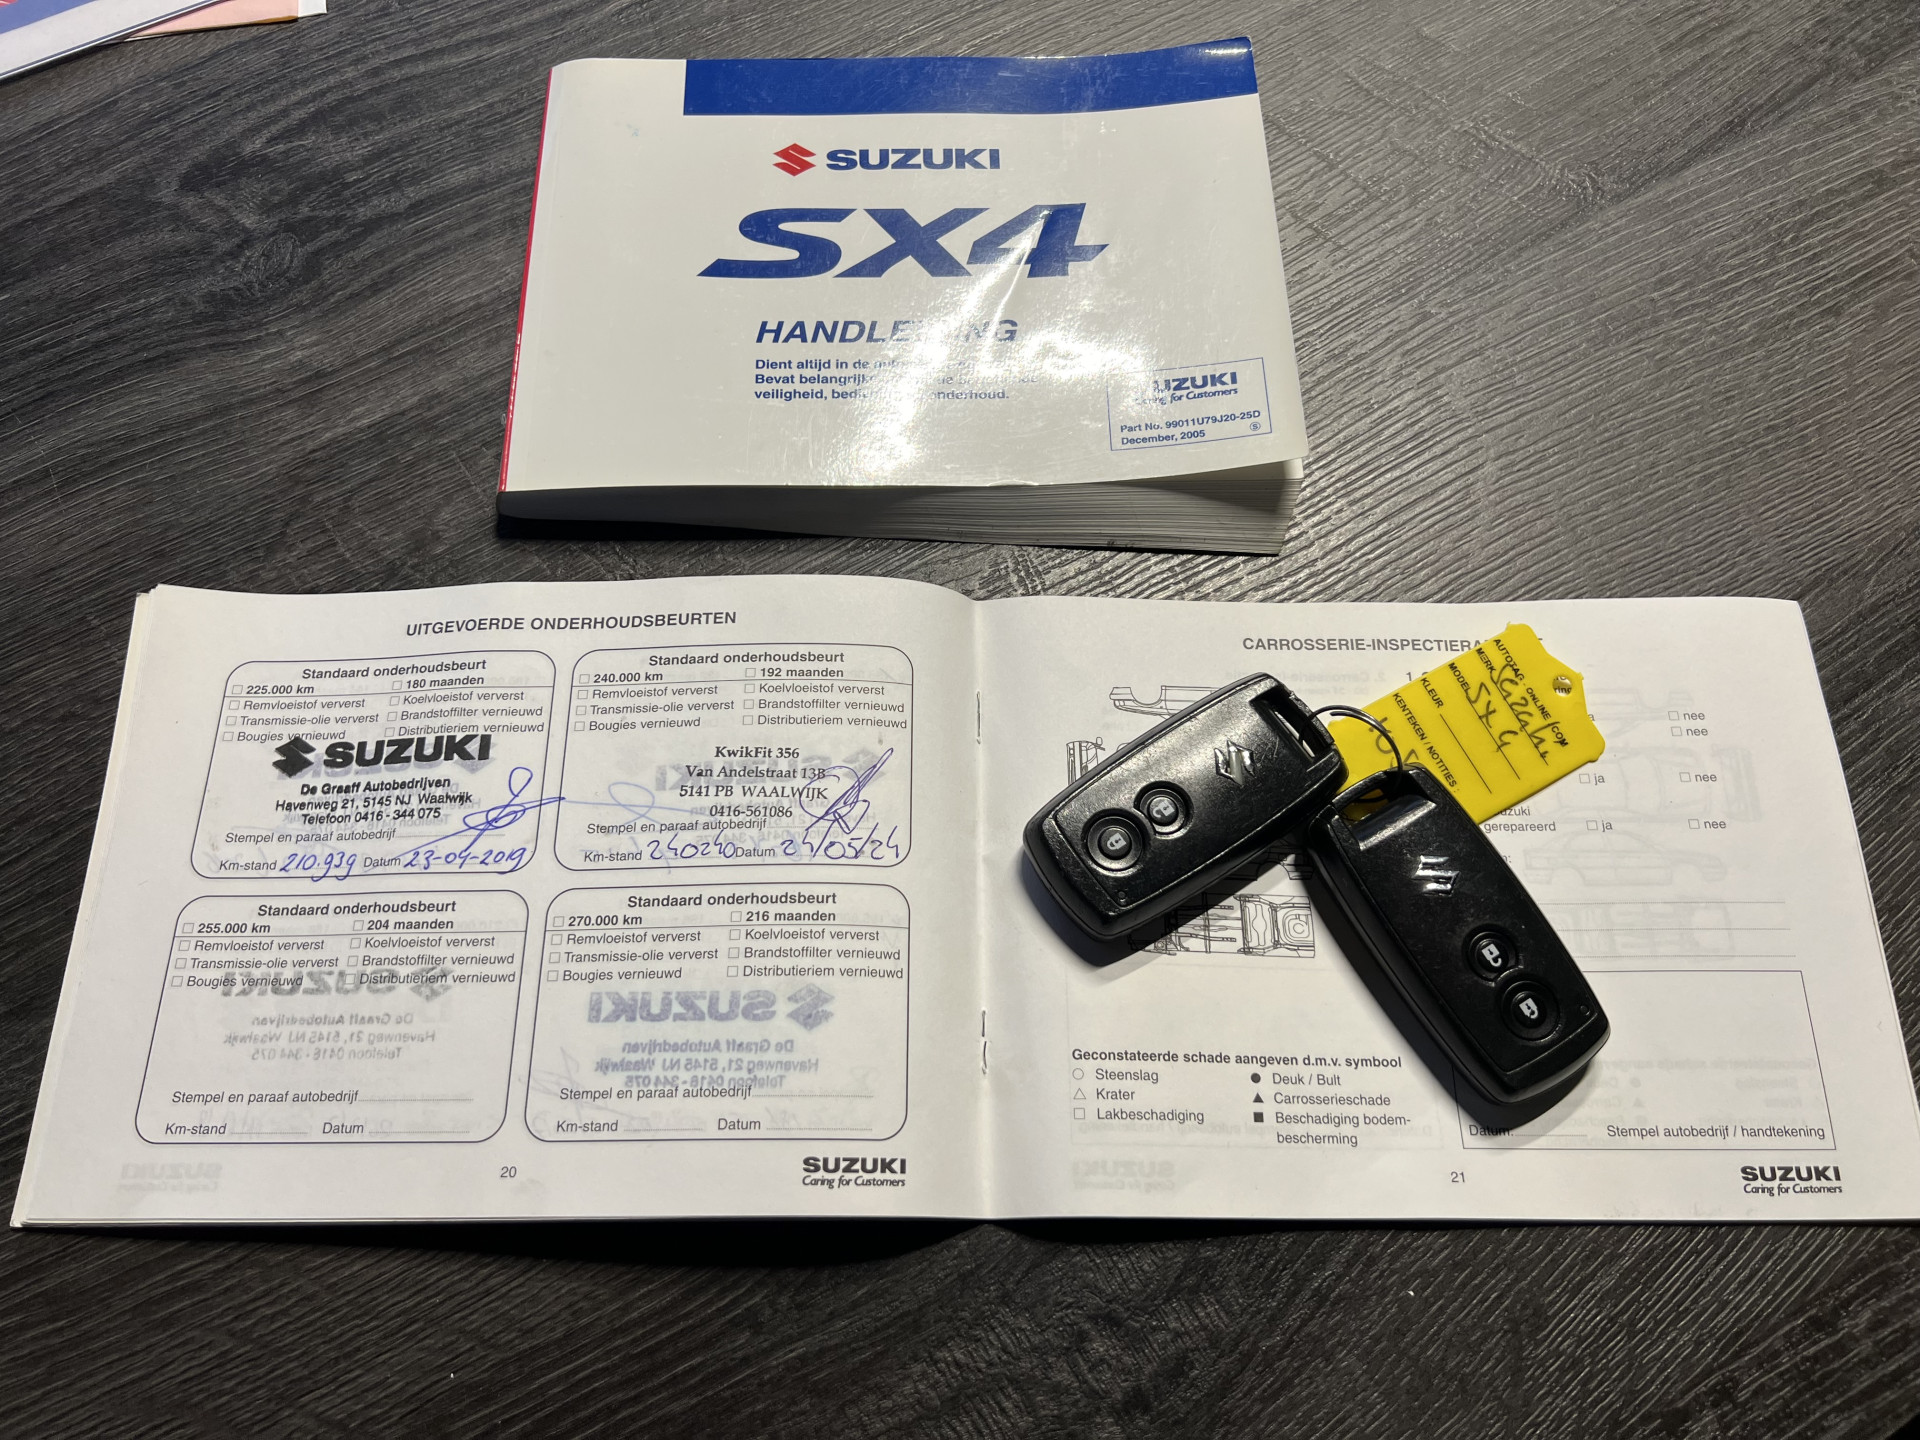 SUZUKI
SX4
HANDLEIDING
Dient altijd in de
Bevat belangrijke
veiligheid, bediening onderhoud.
SUZUKI
Caring for Customers
Part No. 99011U79J20-25D
December, 2005
UITGEVOERDE ONDERHOUDSBEURTEN
Standaard onderhoudsbeurt
□ 225.000 km □ 180 maanden
□ Remvloeistof ververst □ Koelvloeistof ververst
□ Transmissie-olie ververst □ Brandstoffilter vernieuwd
□ Bougies vernieuwd □ Distributieriem vernieuwd
SUZUKI
De Graaff Autobedrijven
Havenweg 21, 5145 NJ Waalwijk
Telefoon 0416 - 344 075
Stempel en paraaf autobedrijf
Km-stand 210.939 Datum 23-04-2019
Standaard onderhoudsbeurt
□ 240.000 km □ 192 maanden
□ Remvloeistof ververst □ Koelvloeistof ververst
□ Transmissie-olie ververst □ Brandstoffilter vernieuwd
□ Bougies vernieuwd □ Distributieriem vernieuwd
KwikFit 356
Van Andelstraat 13B
5141 PB WAALWIJK
0416-561086
Stempel en paraaf autobedrijf
Km-stand 240240 Datum 24/05/24
Standaard onderhoudsbeurt
□ 255.000 km □ 204 maanden
□ Remvloeistof ververst □ Koelvloeistof ververst
□ Transmissie-olie ververst □ Brandstoffilter vernieuwd
□ Bougies vernieuwd □ Distributieriem vernieuwd
Stempel en paraaf autobedrijf
Km-stand Datum
Standaard onderhoudsbeurt
□ 270.000 km □ 216 maanden
□ Remvloeistof ververst □ Koelvloeistof ververst
□ Transmissie-olie ververst □ Brandstoffilter vernieuwd
□ Bougies vernieuwd □ Distributieriem vernieuwd
Stempel en paraaf autobedrijf
Km-stand Datum
20
SUZUKI
Caring for Customers
CARROSSERIE-INSPECTIERA
□ nee
□ nee
□ ja □ nee
gerepareerd □ ja □ nee
AUTOTAG-ONLINE.COM
MERK Suzuki
MODEL SX4
KLEUR
KENTEKEN / NOTITIES:
Geconstateerde schade aangeven d.m.v. symbool
○ Steenslag ● Deuk / Bult
△ Krater ▲ Carrosserieschade
□ Lakbeschadiging ■ Beschadiging bodem-
bescherming
Datum: Stempel autobedrijf / handtekening
21
SUZUKI
Caring for Customers